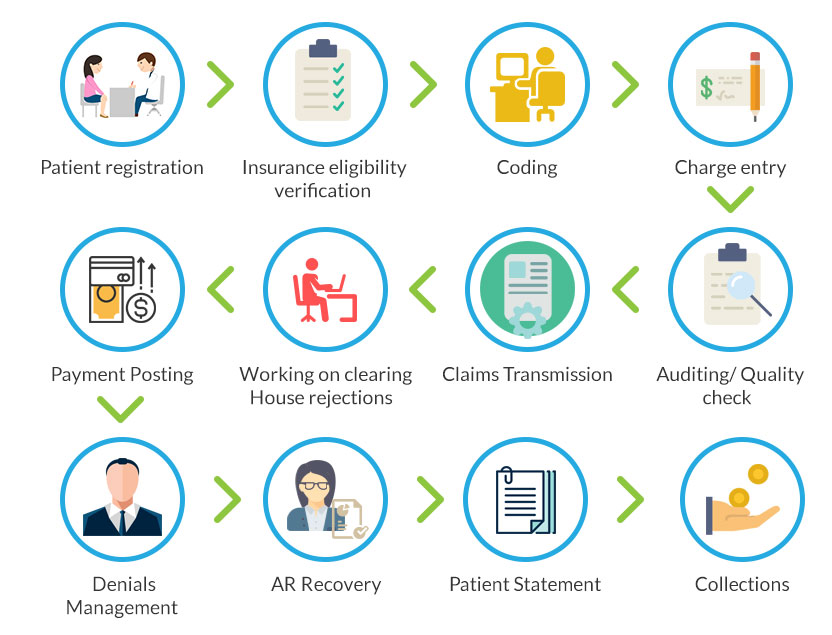 Patient registration
Insurance eligibility
verification
Coding
Charge entry
Payment Posting
Working on clearing
House rejections
Claims Transmission
Auditing/ Quality
check
Denials
Management
AR Recovery
Patient Statement
Collections